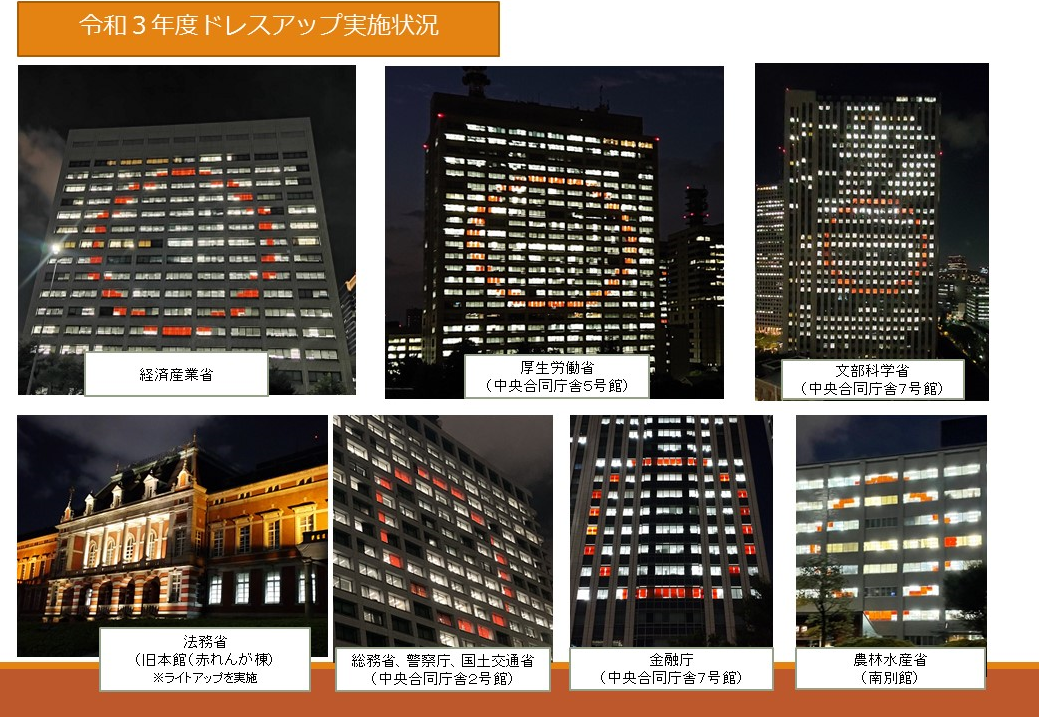 令和３年度ドレスアップ実施状況
経済産業省
厚生労働省
（中央合同庁舎５号館）
文部科学省
（中央合同庁舎７号館）
法務省
（旧本館（赤れんが棟）
※ライトアップを実施
総務省、警察庁、国土交通省
（中央合同庁舎２号館）
金融庁
（中央合同庁舎７号館）
農林水産省
（南別館）